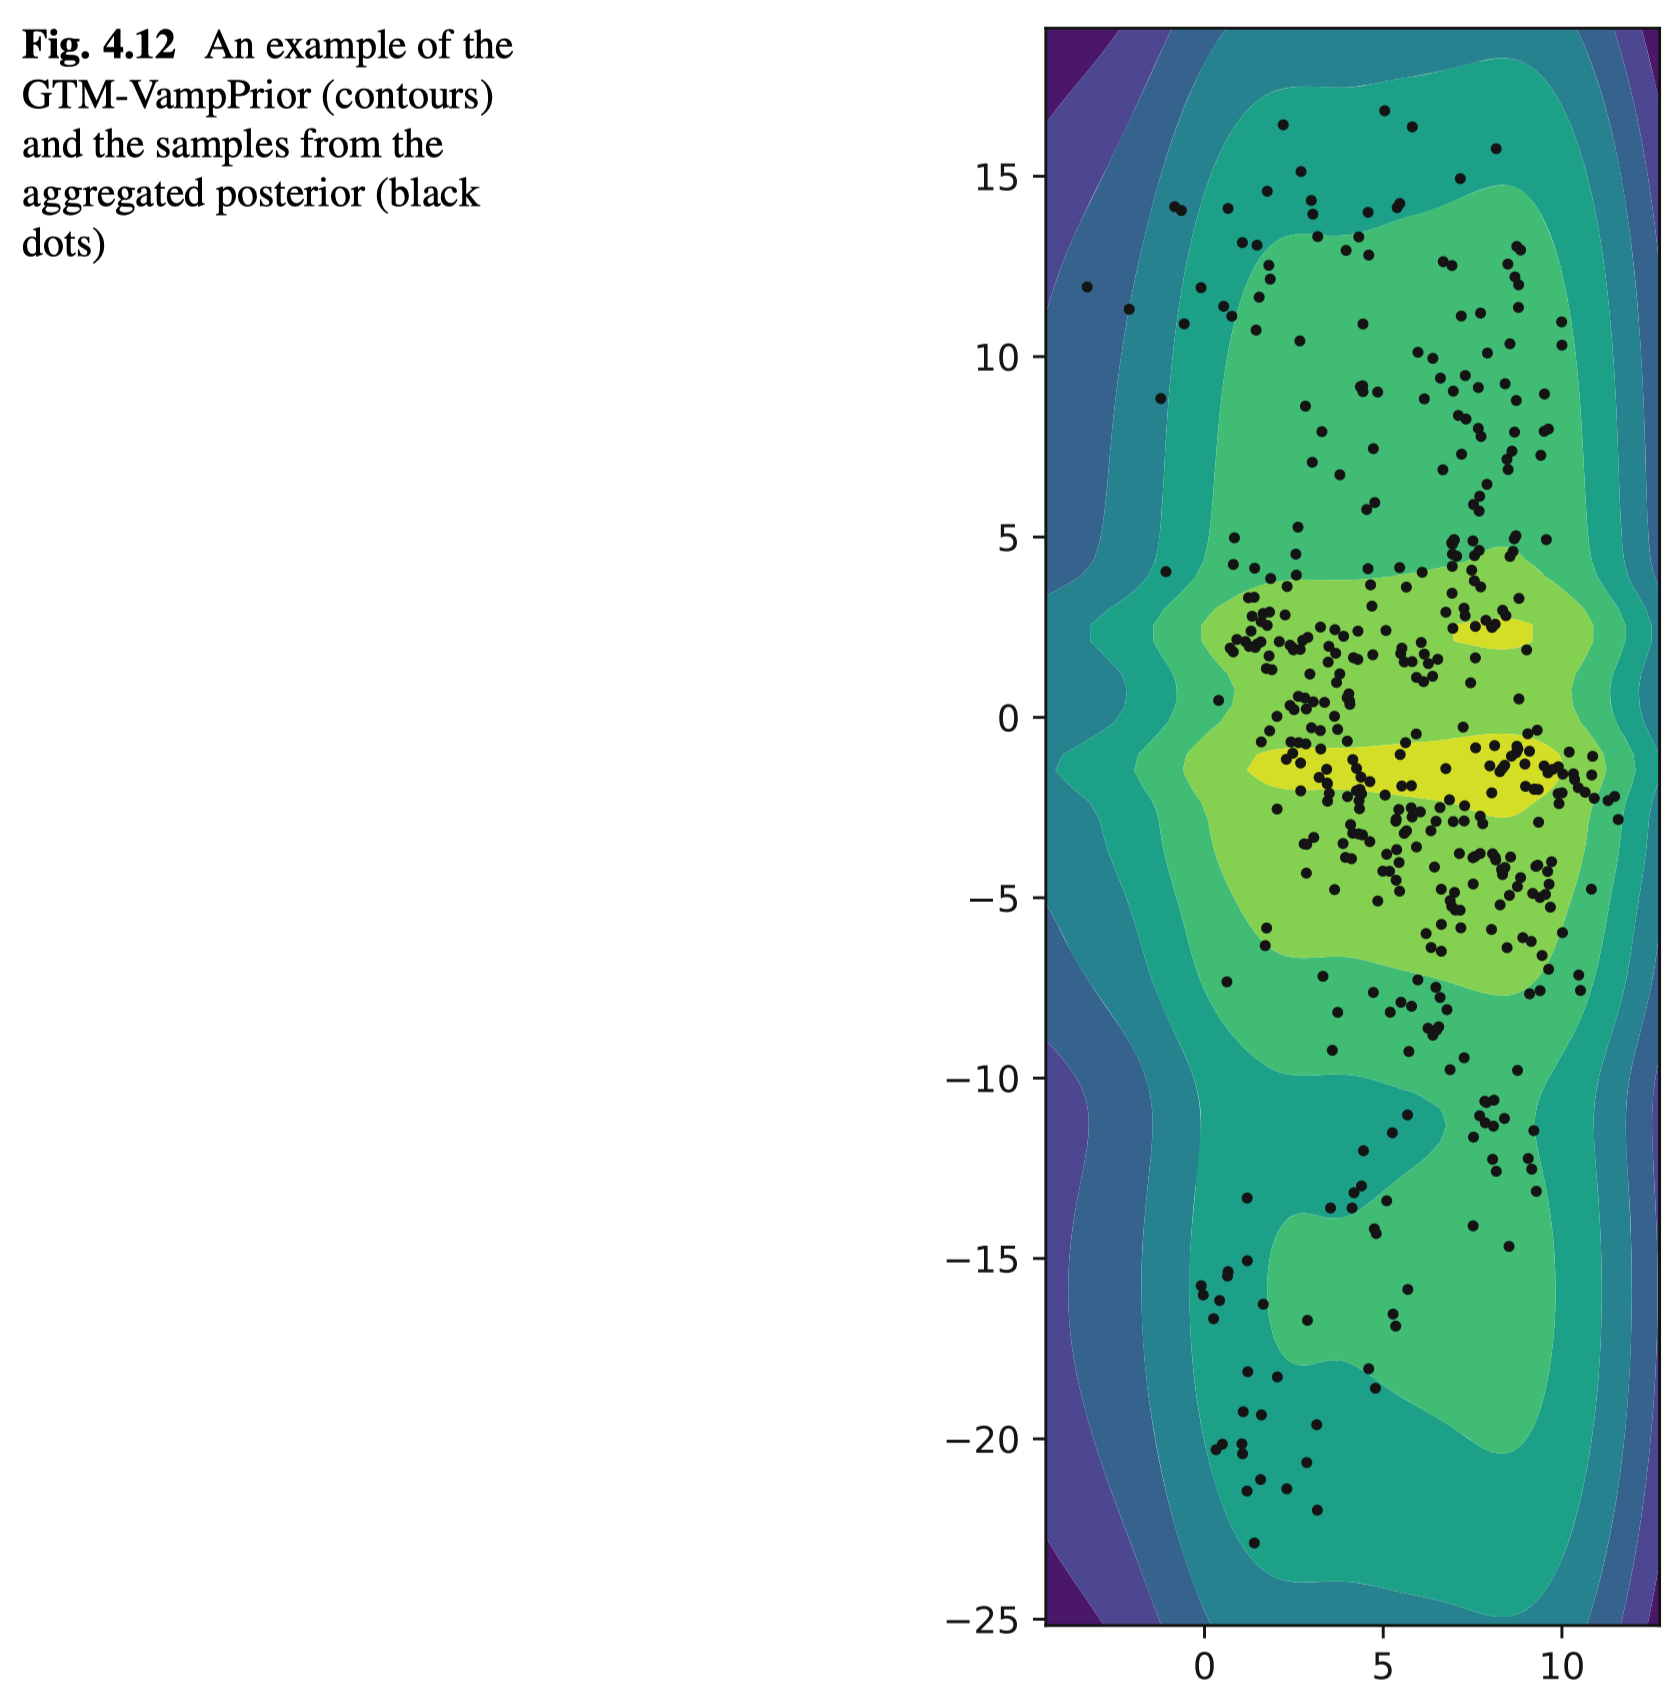 Fig. 4.12 An example of the
GTM-VampPrior (contours)
and the samples from the
aggregated posterior (black
dots)
15
10
5
0
−5
−10
−15
−20
−25
0 5 10